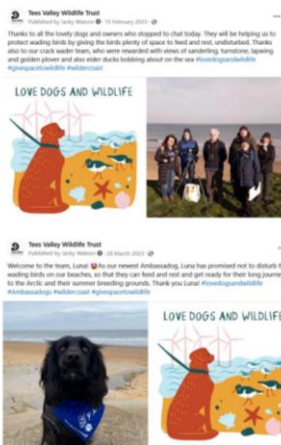 Tees Valley Wildlife Trust
Published by Jacky Watson · 15 February 2023 ·
Thanks to all the lovely dogs and owners who stopped to chat today. They will be helping us to
protect wading birds by giving the birds plenty of space to feed and rest, undisturbed. Thanks
also to our crack wader team, who were rewarded with views of sanderling, turnstone, lapwing
and golden plover and also eider ducks bobbing about on the sea #lovedogsandwildlife
#givespacetowildlife #wildercoast
LOVE DOGS AND WILDLIFE
Tees Valley Wildlife Trust
Published by Jacky Watson · 28 March 2023 ·
Welcome to the team, Luna! As our newest Ambassadog, Luna has promised not to disturb t
wading birds on our beaches, so that they can feed and rest and get ready for their long journe
to the Arctic and their summer breeding grounds. Thank you Luna! #lovedogsandwildlife
#Ambassadogs #wildercoast #givespacetowildlife
LOVE DOGS AND WILDLIFE